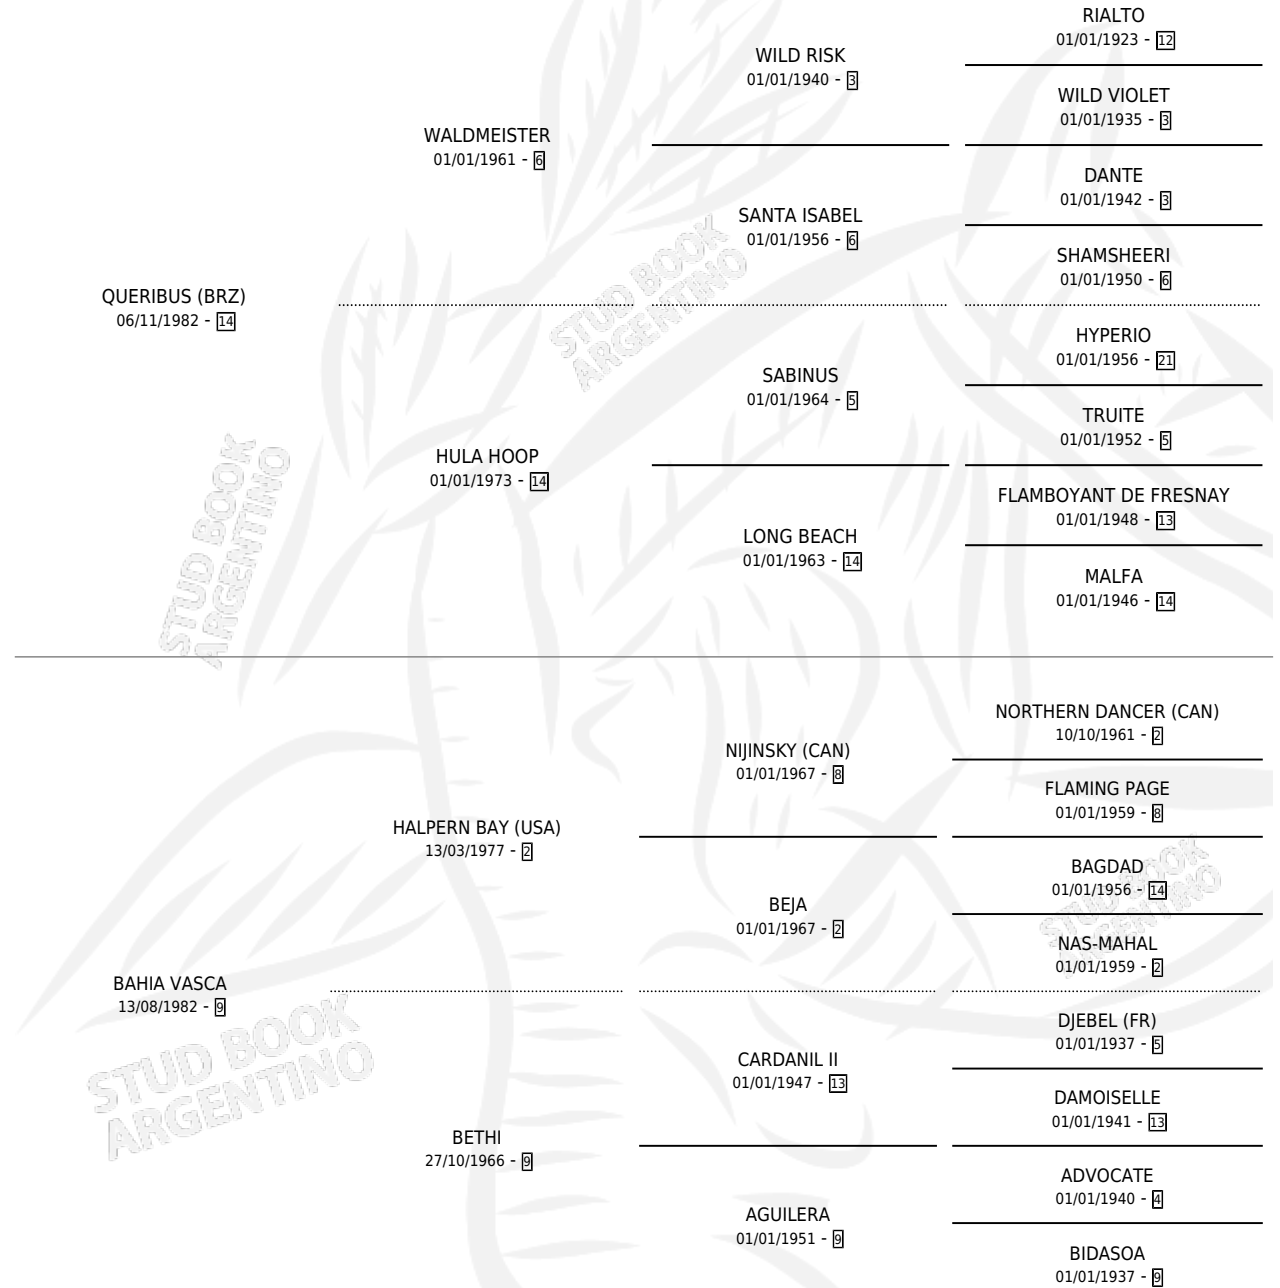 RIALTO
01/01/1923 - 12
WILD RISK
01/01/1940 - 3
WILD VIOLET
01/01/1935 - 3
WALDMEISTER
01/01/1961 - 6
DANTE
01/01/1942 - 3
SANTA ISABEL
01/01/1956 - 6
SHAMSHEERI
01/01/1950 - 6
QUERIBUS (BRZ)
06/11/1982 - 14
HYPERIO
01/01/1956 - 21
SABINUS
01/01/1964 - 5
TRUITE
01/01/1952 - 5
HULA HOOP
01/01/1973 - 14
FLAMBOYANT DE FRESNAY
01/01/1948 - 13
LONG BEACH
01/01/1963 - 14
MALFA
01/01/1946 - 14
NORTHERN DANCER (CAN)
10/10/1961 - 2
NIJINSKY (CAN)
01/01/1967 - 8
FLAMING PAGE
01/01/1959 - 8
HALPERN BAY (USA)
13/03/1977 - 2
BAGDAD
01/01/1956 - 14
BEJA
01/01/1967 - 2
NAS-MAHAL
01/01/1959 - 2
BAHIA VASCA
13/08/1982 - 9
DJEBEL (FR)
01/01/1937 - 5
CARDANIL II
01/01/1947 - 13
DAMOISELLE
01/01/1941 - 13
BETHI
27/10/1966 - 9
ADVOCATE
01/01/1940 - 4
AGUILERA
01/01/1951 - 9
BIDASOA
01/01/1937 - 9
STUD BOOK
ARGENTINO
STUD BOOK
ARGENTINO
STUD BOOK
ARGENTINO
STUD BOOK
ARGENTINO